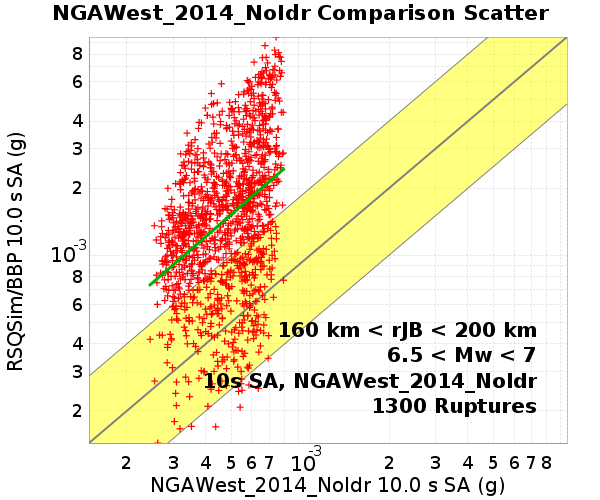 NGAWest_2014_NoIdr Comparison Scatter
8
6
4
3
2
10-3
8
6
4
3
2
RSQSim/BBP 10.0 s SA (g)
160 km < rJB < 200 km
6.5 < Mw < 7
10s SA, NGAWest_2014_NoIdr
1300 Ruptures
2 3 4 5 6 7 10-3 2 3 4 5 6 7 8
NGAWest_2014_NoIdr 10.0 s SA (g)